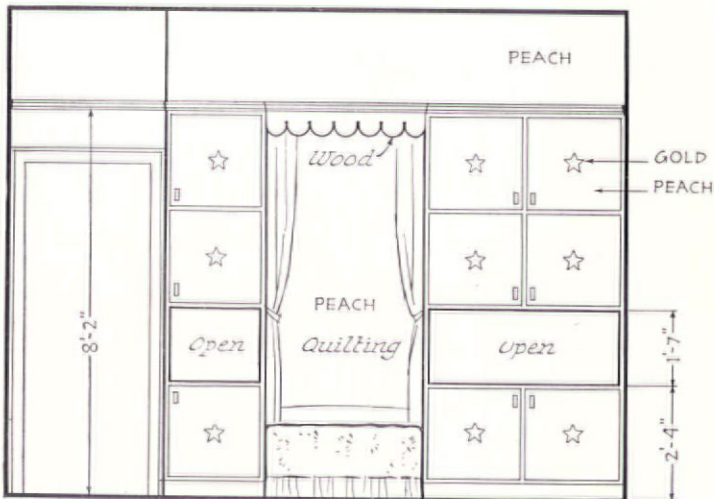 PEACH
Wood
GOLD
PEACH
8'-2"
PEACH
Open
Quilting
Open
1'-7"
2'-4"